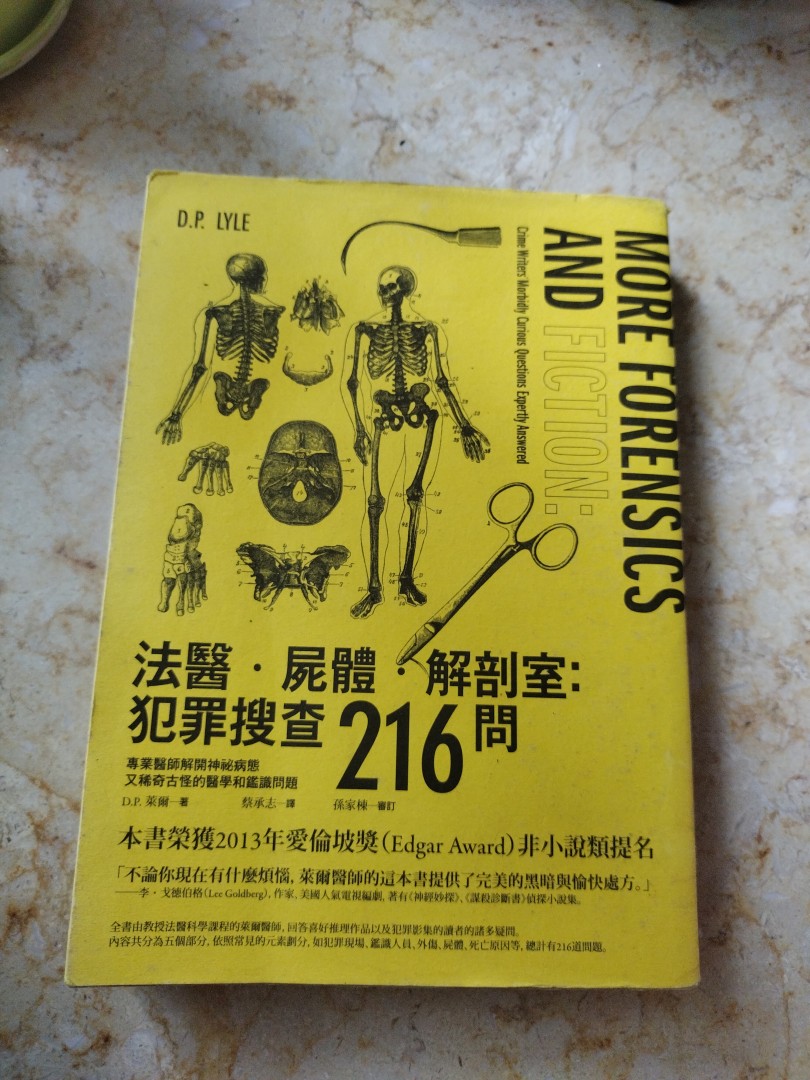 D.P. LYLE
MORE FORENSICS
AND FICTION:
Crime Writers Morbidly Curious Questions Expertly Answered
法醫·屍體·解剖室:
犯罪搜查216問
專業醫師解開神祕病態
又稀奇古怪的醫學和鑑識問題
D.P. 萊爾—著 蔡承志—譯 孫家棟—審訂
本書榮獲2013年愛倫坡獎(Edgar Award)非小說類提名
「不論你現在有什麼煩惱,萊爾醫師的這本書提供了完美的黑暗與愉快處方。」
——李·戈德伯格(Lee Goldberg),作家、美國人氣電視編劇,著有《神經妙探》、《謀殺診斷書》偵探小說集。
全書由教授法醫科學課程的萊爾醫師,回答喜好推理作品以及犯罪影集的讀者的諸多疑問。
內容共分為五個部分,依照常見的元素劃分,如犯罪現場、鑑識人員、外傷、屍體、死亡原因等,總計有216道問題。